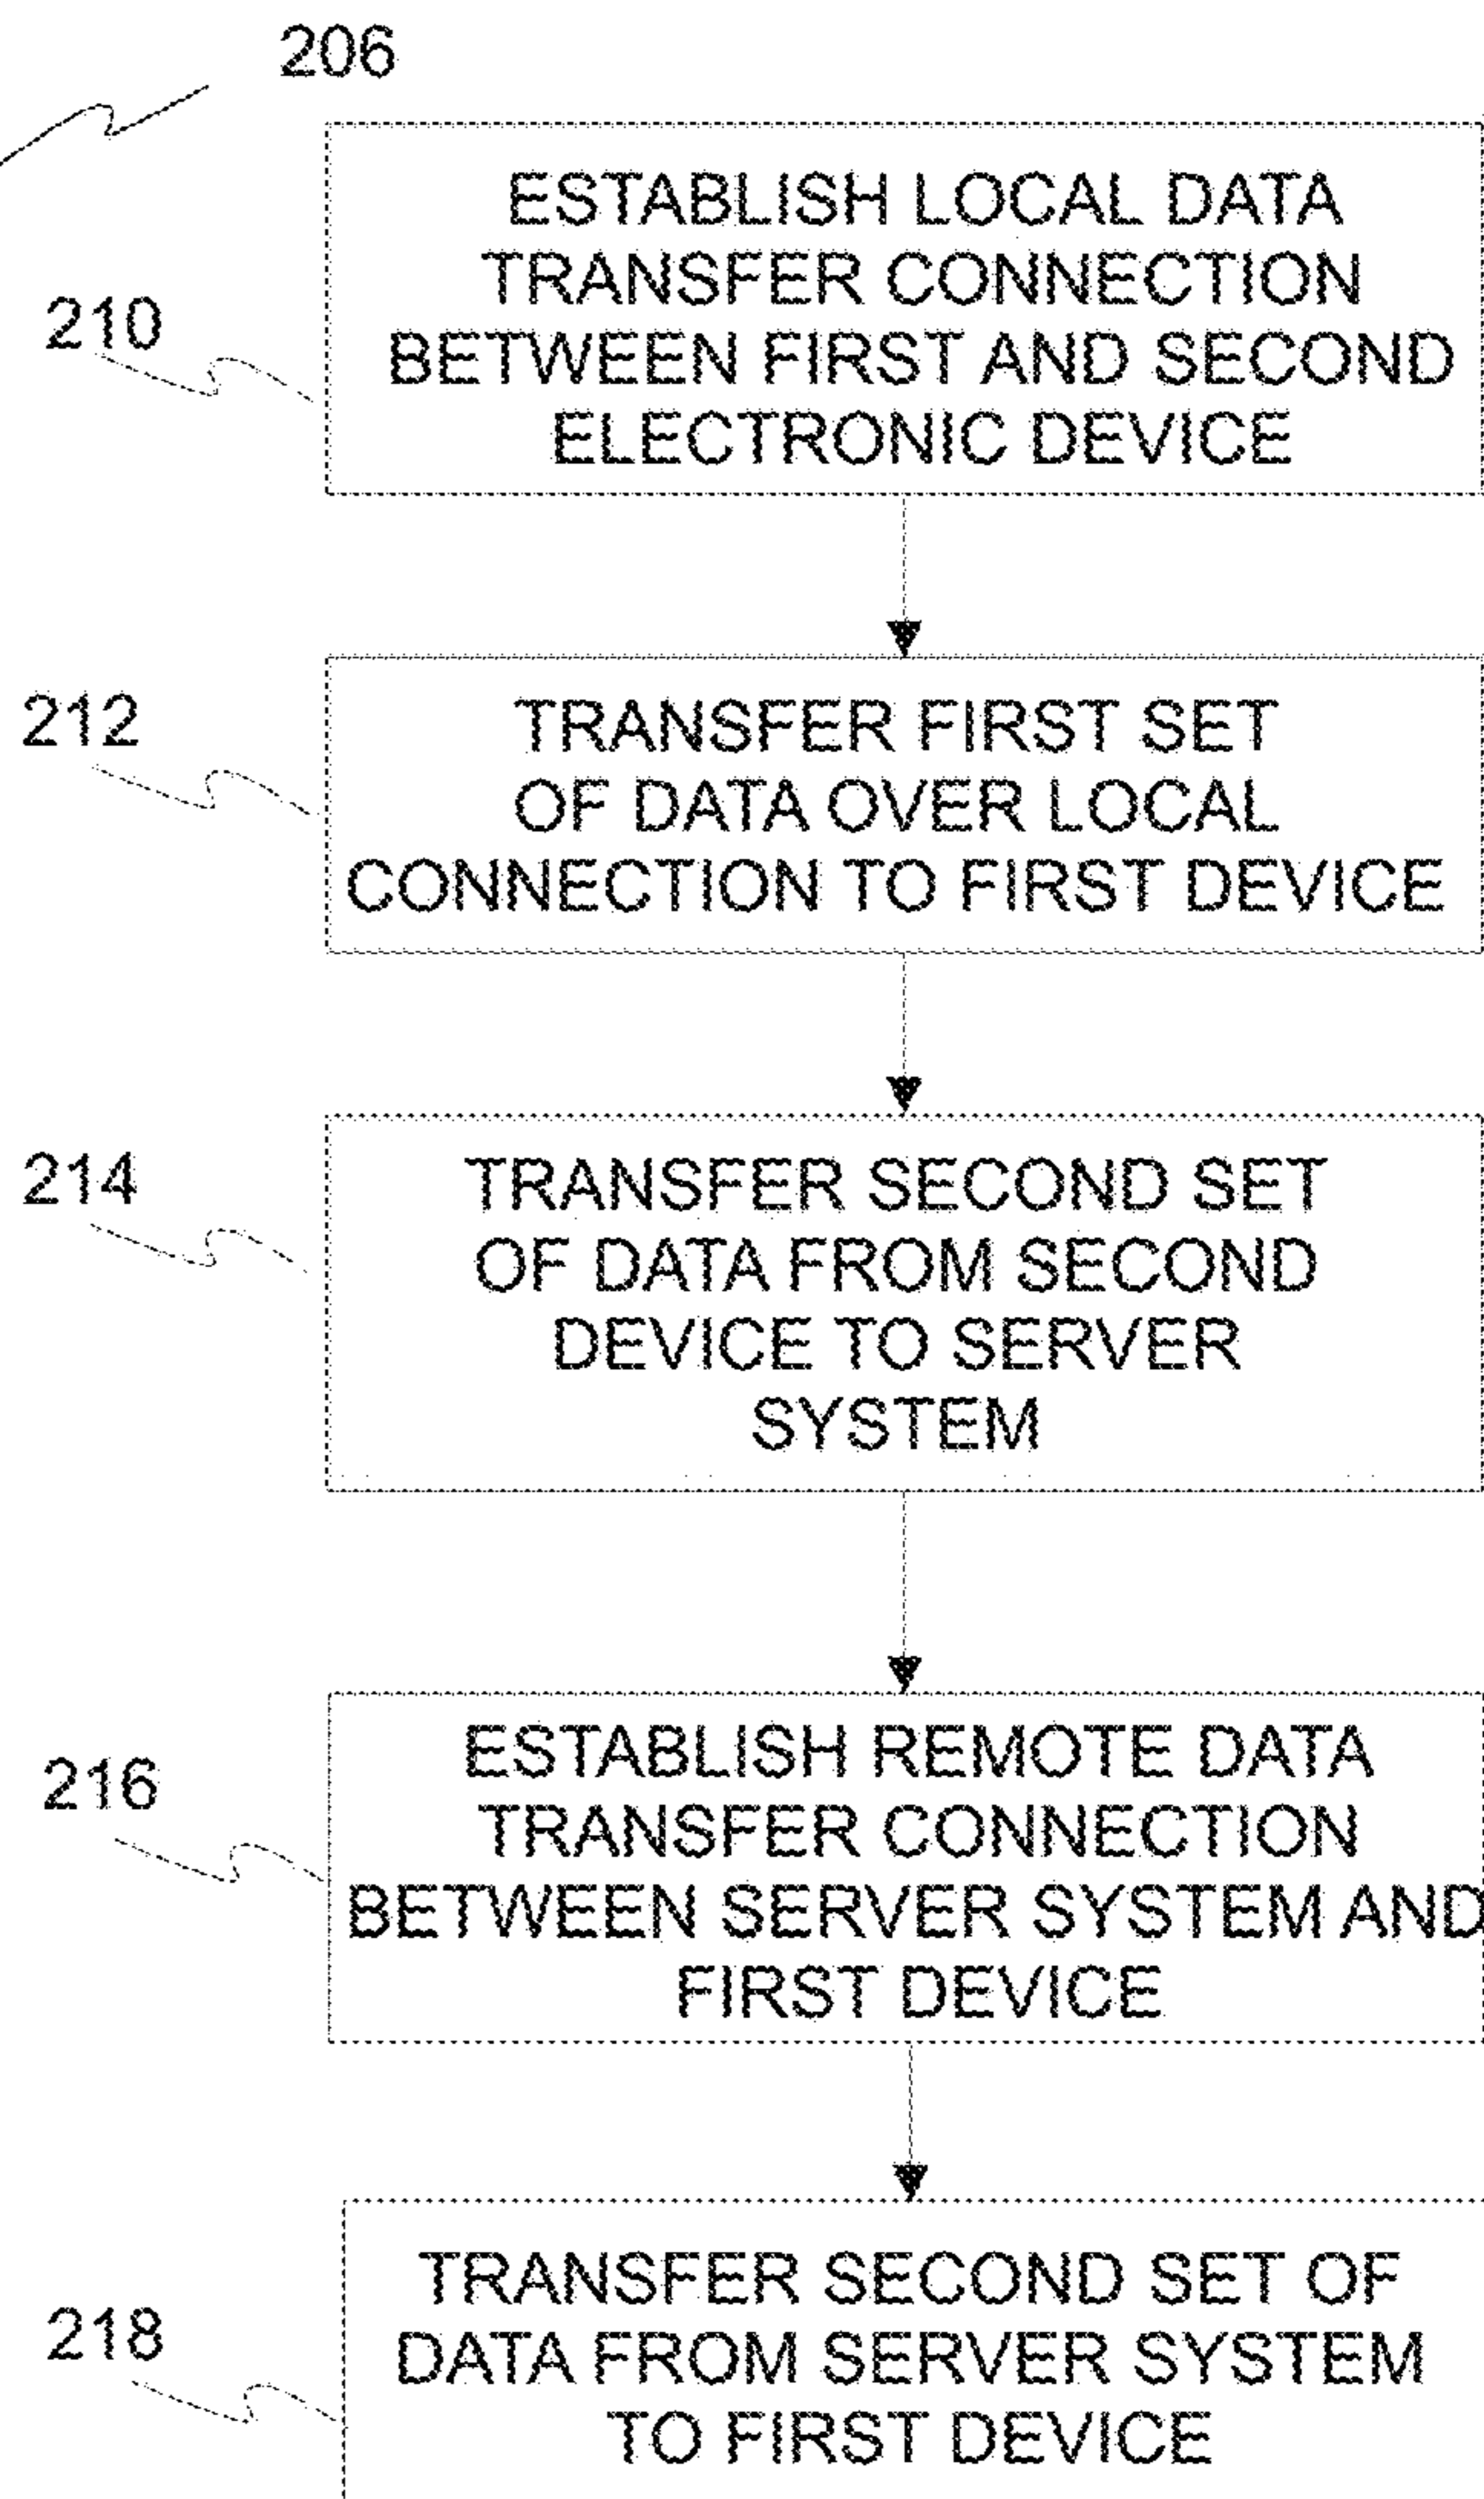 206
ESTABLISH LOCAL DATA
TRANSFER CONNECTION
BETWEEN FIRST AND SECOND
ELECTRONIC DEVICE
210
TRANSFER FIRST SET
OF DATA OVER LOCAL
CONNECTION TO FIRST DEVICE
212
TRANSFER SECOND SET
OF DATA FROM SECOND
DEVICE TO SERVER
SYSTEM
214
ESTABLISH REMOTE DATA
TRANSFER CONNECTION
BETWEEN SERVER SYSTEM AND
FIRST DEVICE
216
TRANSFER SECOND SET OF
DATA FROM SERVER SYSTEM
TO FIRST DEVICE
218